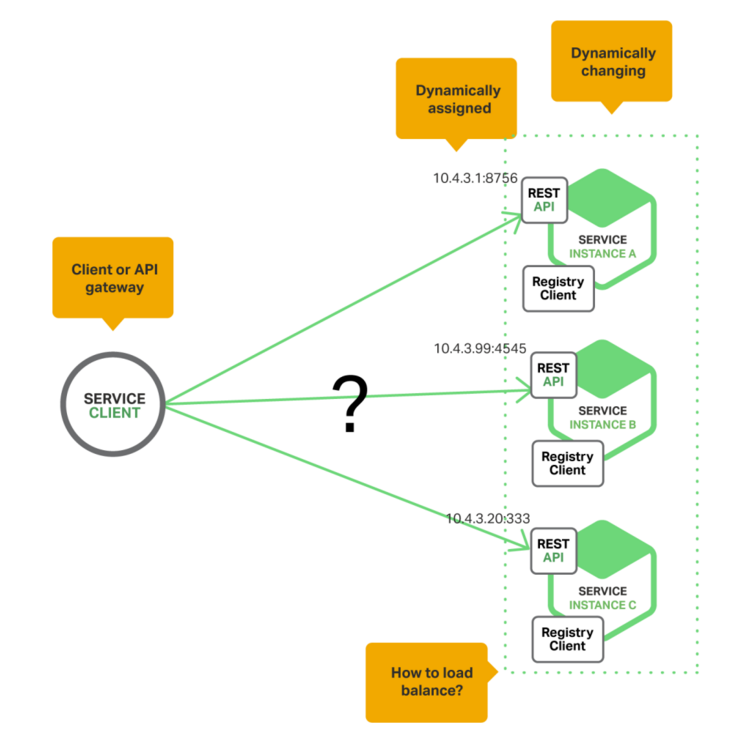 Dynamically
changing
Dynamically
assigned
10.4.3.1:8756
REST
API
SERVICE
INSTANCE A
Registry
Client
Client or API
gateway
10.4.3.99:4545
REST
API
SERVICE
INSTANCE B
Registry
Client
SERVICE
CLIENT
?
10.4.3.20:333
REST
API
SERVICE
INSTANCE C
Registry
Client
How to load
balance?